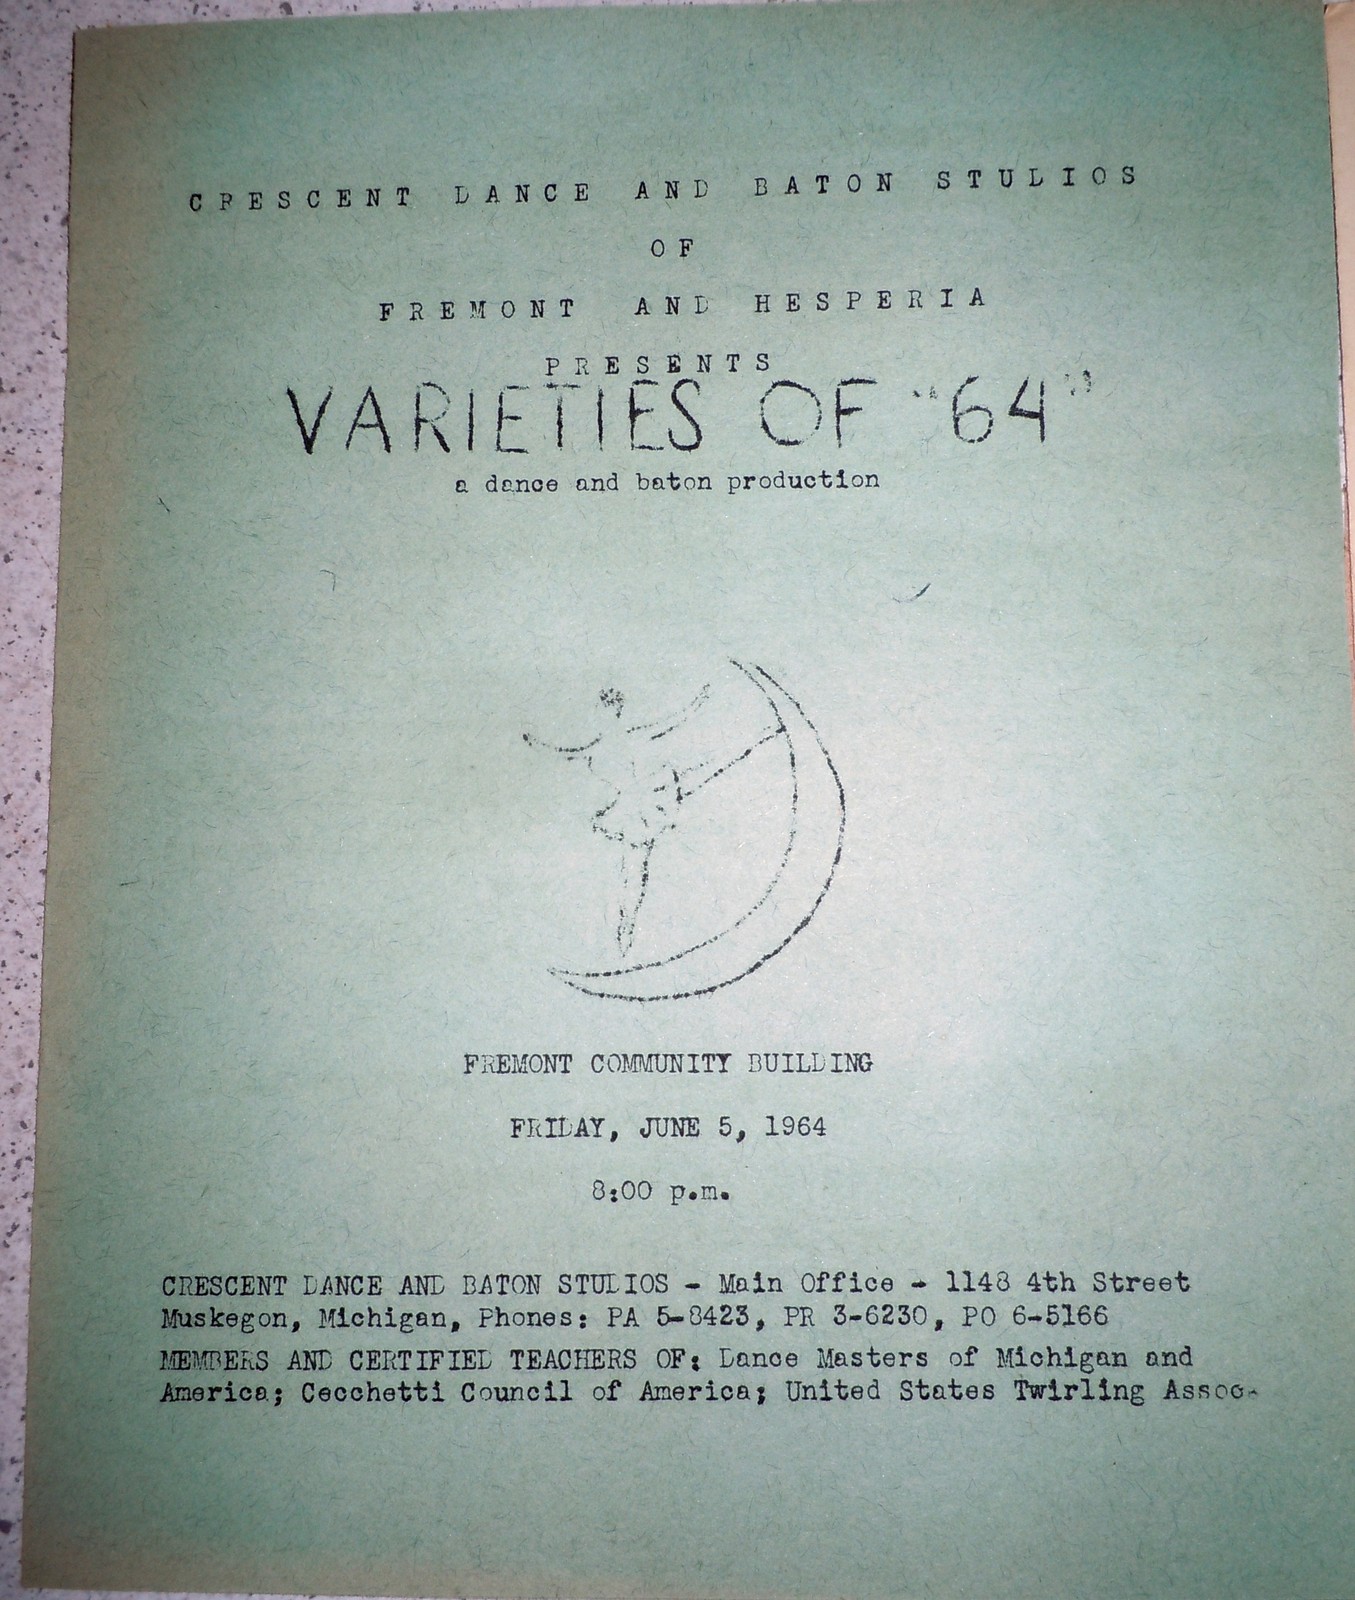 CRESCENT DANCE AND BATON STUDIOS
OF
FREMONT AND HESPERIA
PRESENTS
VARIETIES OF "64"
a dance and baton production
FREMONT COMMUNITY BUILDING
FRIDAY, JUNE 5, 1964
8:00 p.m.
CRESCENT DANCE AND BATON STUDIOS - Main Office - 1148 4th Street
Muskegon, Michigan, Phones: PA 5-8423, PR 3-6230, PO 6-5166
MEMBERS AND CERTIFIED TEACHERS OF: Dance Masters of Michigan and
America; Cecchetti Council of America; United States Twirling Assoc-